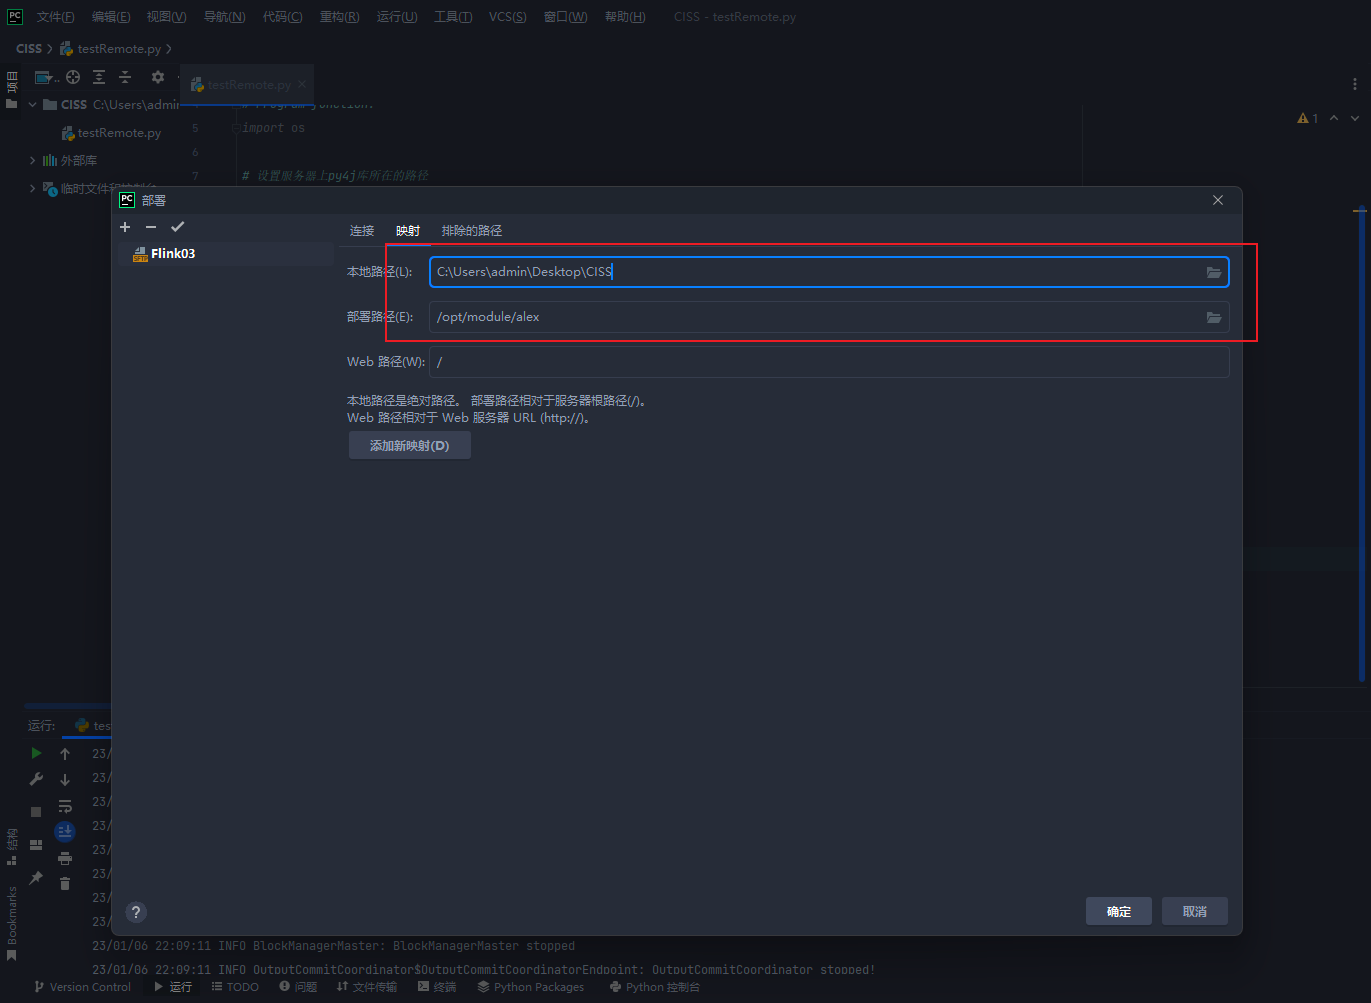 PC 文件(F) 编辑(E) 视图(V) 导航(N) 代码(C) 重构(R) 运行(U) 工具(T) VCS(S) 窗口(W) 帮助(H) CISS - testRemote.py
CISS testRemote.py
项目
testRemote.py
CISS C:\Users\admin
1
testRemote.py
5 import os
6
7 # 设置服务器上py4j库所在的路径
外部库
PC 部署
连接 映射 排除的路径
SFTP Flink03
本地路径(L): C:\Users\admin\Desktop\CISS
部署路径(E): /opt/module/alex
Web 路径(W): /
本地路径是绝对路径。 部署路径相对于服务器根路径(/)。
Web 路径相对于 Web 服务器 URL (http://)。
添加新映射(D)
? 确定 取消
运行: tes
23/
23/
23/
23/
23/
23/
23/
23/
23/01/06 22:09:11 INFO BlockManagerMaster: BlockManagerMaster stopped
23/01/06 22:09:11 INFO OutputCommitCoordinator$OutputCommitCoordinatorEndpoint: OutputCommitCoordinator stopped!
结构
Bookmarks
Version Control 运行 TODO 问题 文件传输 终端 Python Packages Python 控制台